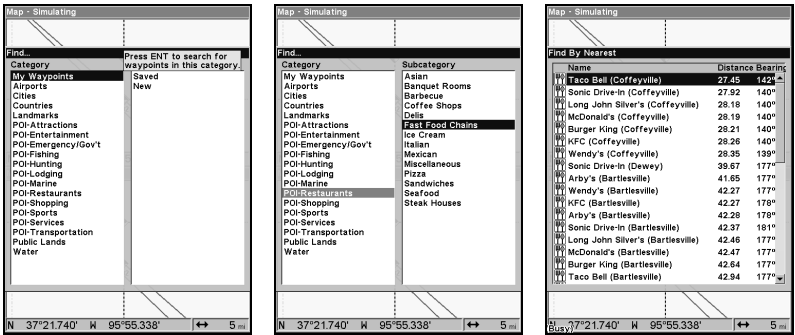 Map - Simulating
Find...
Category
Press ENT to search for
waypoints in this category.
My Waypoints
Airports
Cities
Countries
Landmarks
POI-Attractions
POI-Entertainment
POI-Emergency/Gov't
POI-Fishing
POI-Hunting
POI-Lodging
POI-Marine
POI-Restaurants
POI-Shopping
POI-Sports
POI-Services
POI-Transportation
Public Lands
Water
Saved
New
N 37°21.740' W 95°55.338' ↔ 5 mi
Map - Simulating
Find...
Category
My Waypoints
Airports
Cities
Countries
Landmarks
POI-Attractions
POI-Entertainment
POI-Emergency/Gov't
POI-Fishing
POI-Hunting
POI-Lodging
POI-Marine
POI-Restaurants
POI-Shopping
POI-Sports
POI-Services
POI-Transportation
Public Lands
Water
Subcategory
Asian
Banquet Rooms
Barbecue
Coffee Shops
Delis
Fast Food Chains
Ice Cream
Italian
Mexican
Miscellaneous
Pizza
Sandwiches
Seafood
Steak Houses
N 37°21.740' W 95°55.338' ↔ 5 mi
Map - Simulating
Find By Nearest
Name Distance Bearing
Taco Bell (Coffeyville) 27.45 142°
Sonic Drive-In (Coffeyville) 27.92 140°
Long John Silver's (Coffeyville) 28.18 140°
McDonald's (Coffeyville) 28.19 140°
Burger King (Coffeyville) 28.21 140°
KFC (Coffeyville) 28.26 140°
Wendy's (Coffeyville) 28.35 139°
Sonic Drive-In (Dewey) 39.67 177°
Arby's (Bartlesville) 41.65 177°
Wendy's (Bartlesville) 42.27 177°
KFC (Bartlesville) 42.27 178°
Arby's (Bartlesville) 42.28 178°
Sonic Drive-In (Bartlesville) 42.37 181°
Long John Silver's (Bartlesville) 42.46 177°
McDonald's (Bartlesville) 42.47 177°
Burger King (Bartlesville) 42.64 177°
Taco Bell (Bartlesville) 42.94 177°
N 37°21.740' W 95°55.338' ↔ 5 mi
Busy